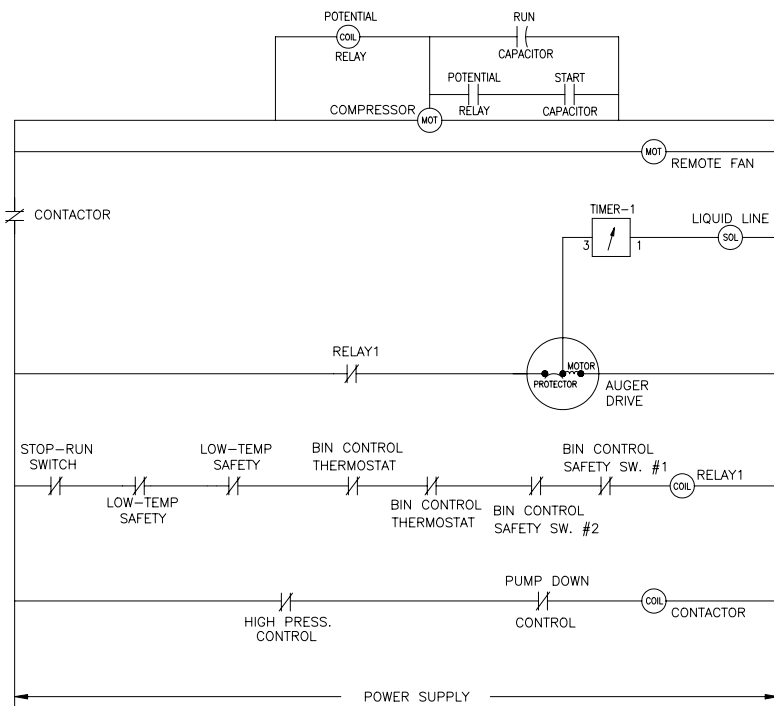 POTENTIAL
COIL
RELAY
RUN
CAPACITOR
POTENTIAL
RELAY
START
CAPACITOR
COMPRESSOR
MOT
MOT
REMOTE FAN
CONTACTOR
TIMER-1
3
1
LIQUID LINE
SOL
RELAY1
MOTOR
PROTECTOR
AUGER
DRIVE
STOP-RUN
SWITCH
LOW-TEMP
SAFETY
LOW-TEMP
SAFETY
BIN CONTROL
THERMOSTAT
BIN CONTROL
THERMOSTAT
BIN CONTROL
SAFETY SW. #2
BIN CONTROL
SAFETY SW. #1
COIL
RELAY1
HIGH PRESS.
CONTROL
PUMP DOWN
CONTROL
COIL
CONTACTOR
POWER SUPPLY